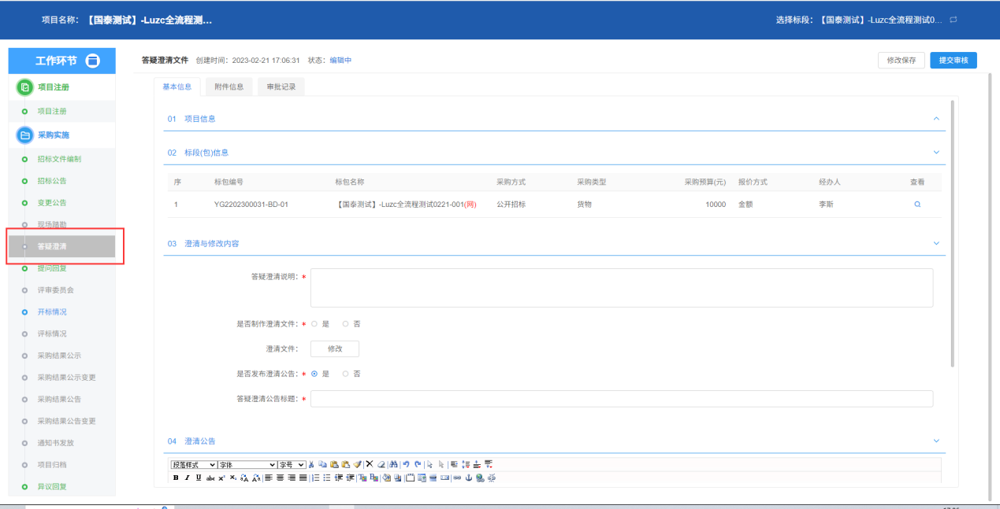 项目名称: 【国泰测试】-Luzc全流程测... 选择标段: 【国泰测试】-Luzc全流程测试0...
工作环节
项目注册
项目注册
采购实施
招标文件编制
招标公告
变更公告
现场踏勘
答疑澄清
提问回复
评审委员会
开标情况
评标情况
采购结果公示
采购结果公示变更
采购结果公告
采购结果公告变更
通知书发放
项目归档
异议回复
答疑澄清文件 创建时间: 2023-02-21 17:06:31 状态: 编辑中 修改保存 提交审核
基本信息 附件信息 审批记录
01 项目信息
02 标段(包)信息
序 标包编号 标包名称 采购方式 采购类型 采购预算(元) 报价方式 经办人 查看
1 YG2202300031-BD-01 【国泰测试】-Luzc全流程测试0221-001(网) 公开招标 货物 10000 金额 李斯
03 澄清与修改内容
答疑澄清说明: *
是否制作澄清文件: * 是 否
澄清文件: 修改
是否发布澄清公告: * 是 否
答疑澄清公告标题: *
04 澄清公告
段落样式 字体 字号